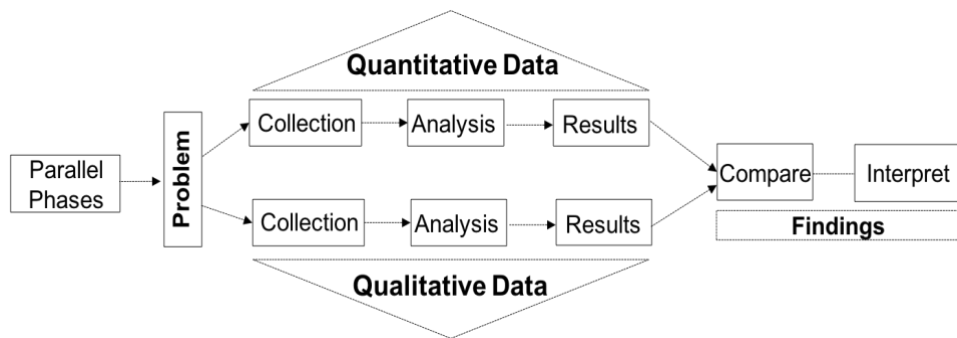 Quantitative Data
Collection
Analysis
Results
Parallel
Phases
Problem
Compare
Interpret
Collection
Analysis
Results
Findings
Qualitative Data